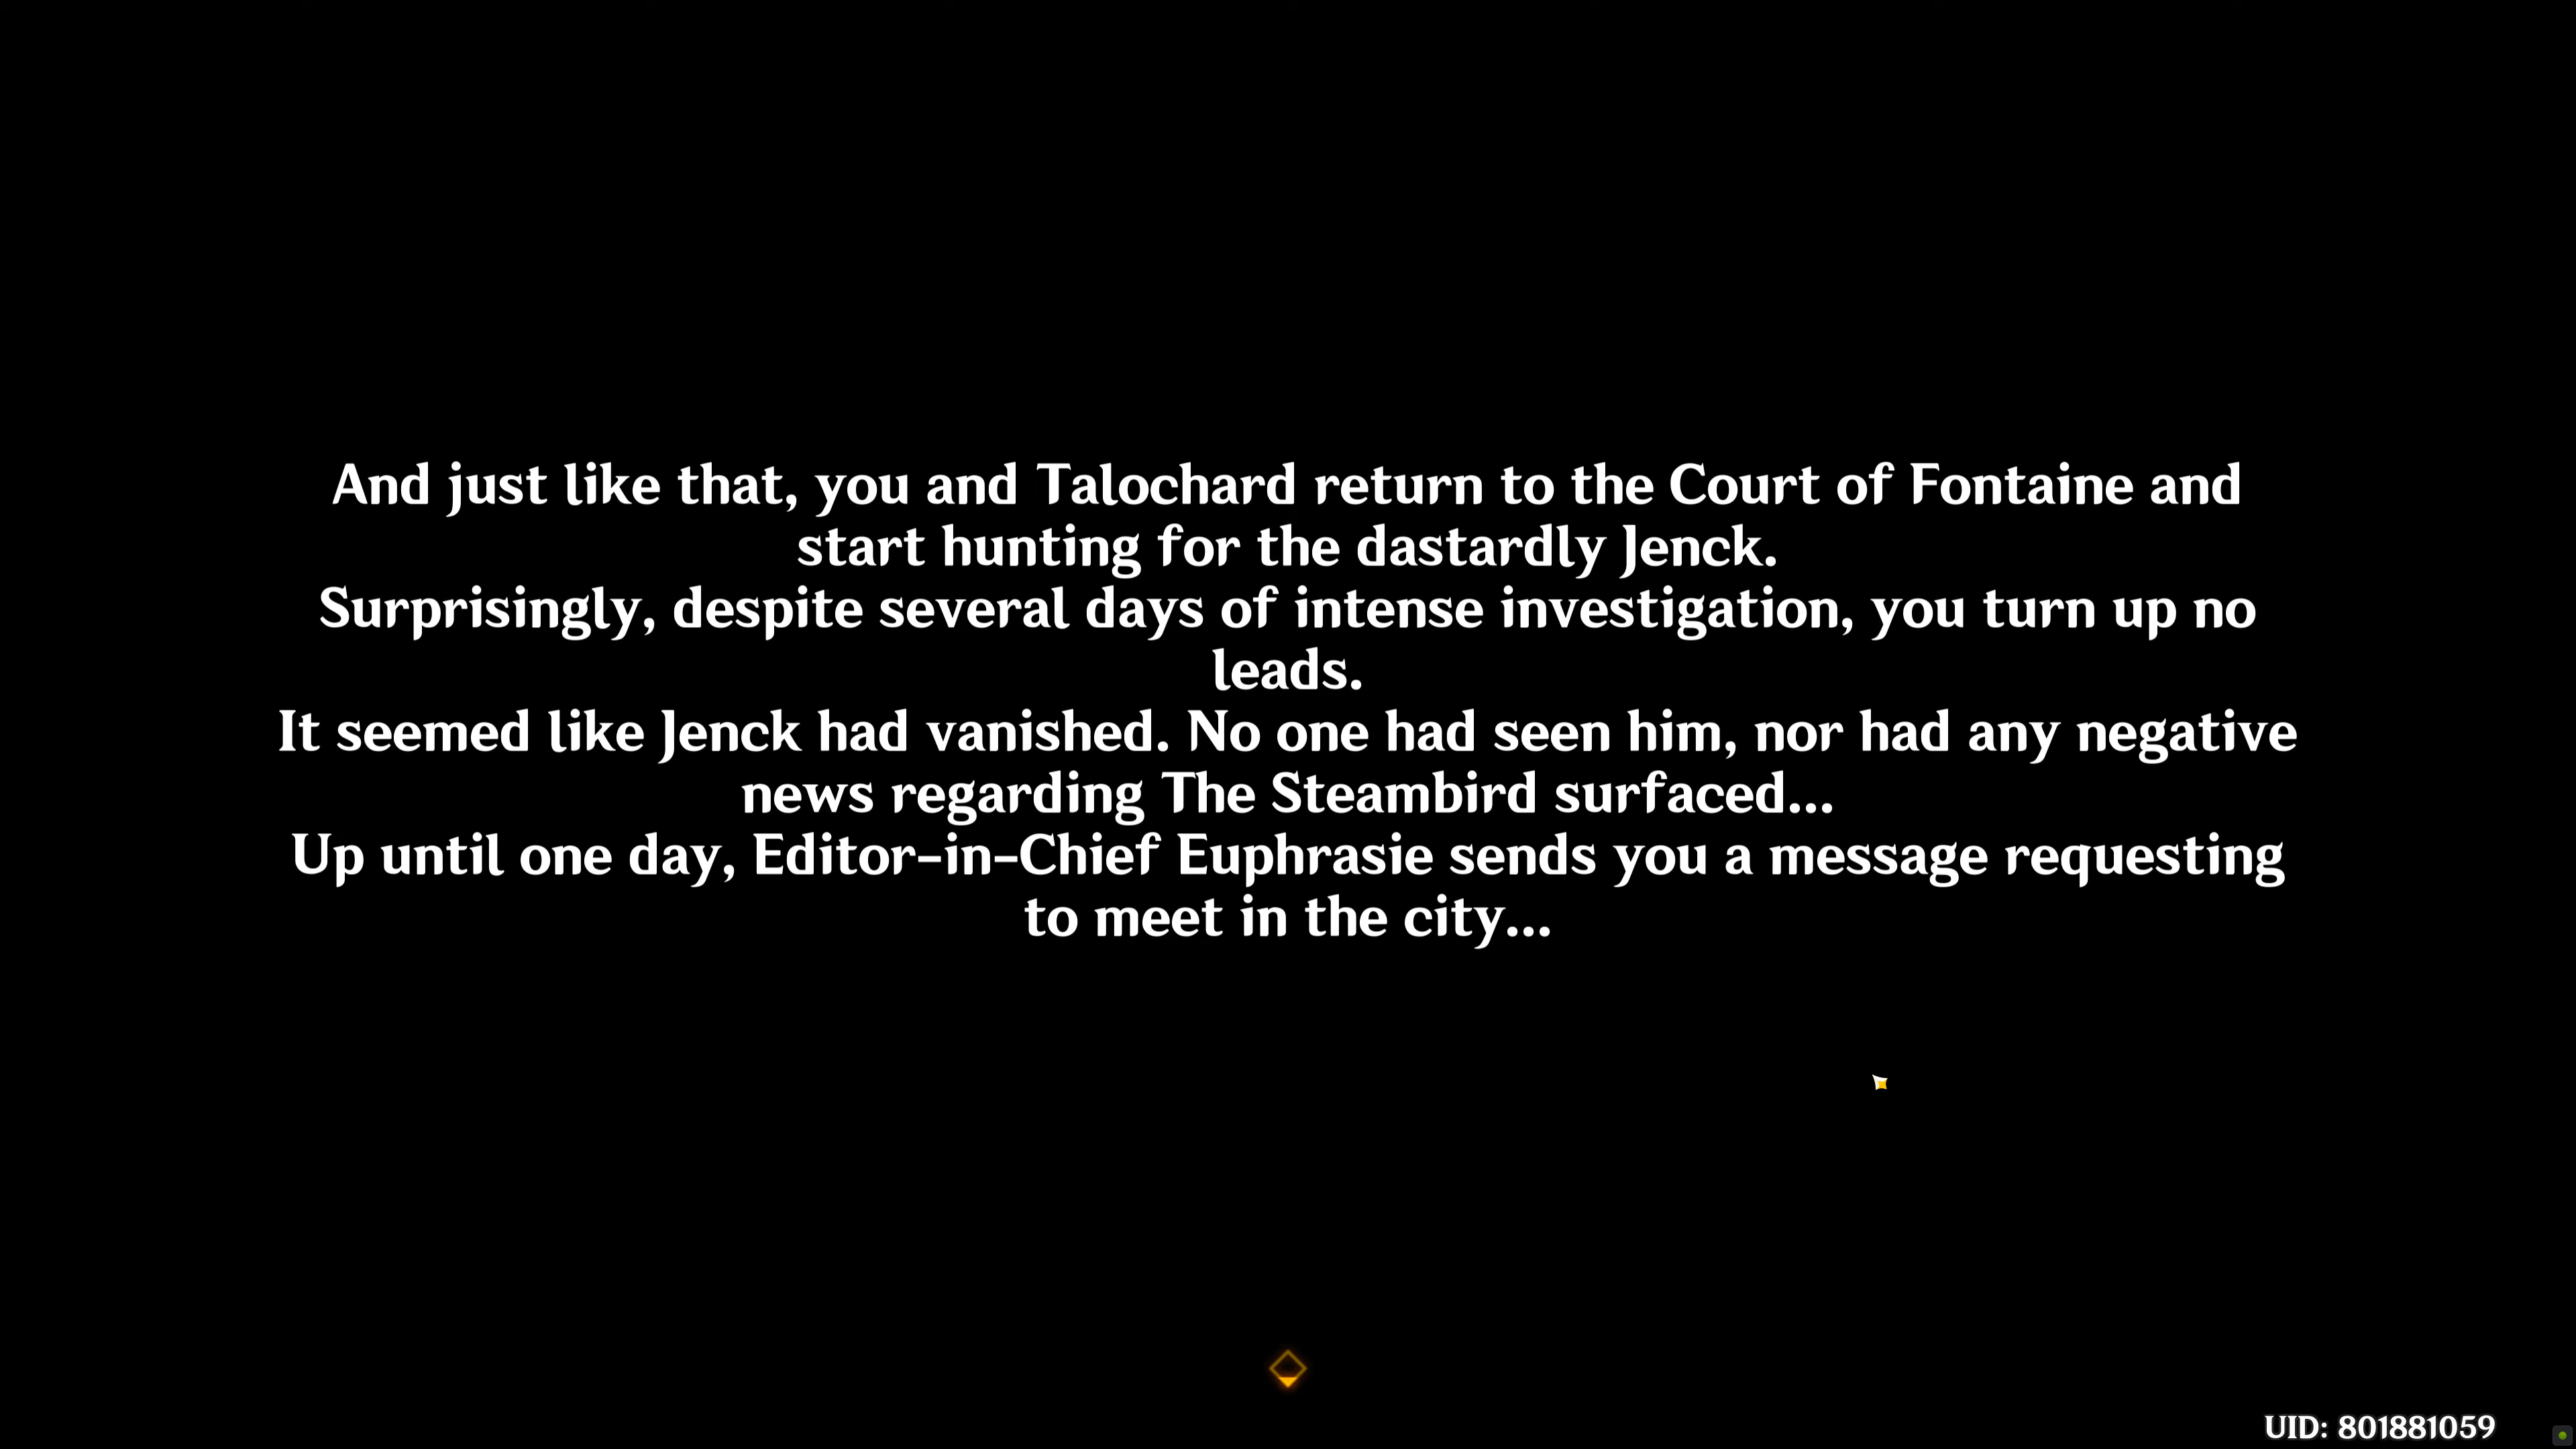 And just like that, you and Talochard return to the Court of Fontaine and
start hunting for the dastardly Jenck.
Surprisingly, despite several days of intense investigation, you turn up no
leads.
It seemed like Jenck had vanished. No one had seen him, nor had any negative
news regarding The Steambird surfaced...
Up until one day, Editor-in-Chief Euphrasie sends you a message requesting
to meet in the city...
UID: 801881059